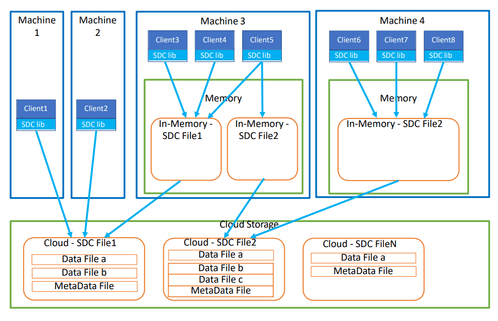 Machine 1
Machine 2
Machine 3
Machine 4
Client1
SDC lib
Client2
SDC lib
Client3
SDC lib
Client4
SDC lib
Client5
SDC lib
Client6
SDC lib
Client7
SDC lib
Client8
SDC lib
Memory
In-Memory -
SDC File1
In-Memory -
SDC File2
Memory
In-Memory - SDC File2
Cloud Storage
Cloud - SDC File1
Data File a
Data File b
MetaData File
Cloud - SDC File2
Data File a
Data File b
Data File c
MetaData File
Cloud - SDC FileN
Data File a
MetaData File